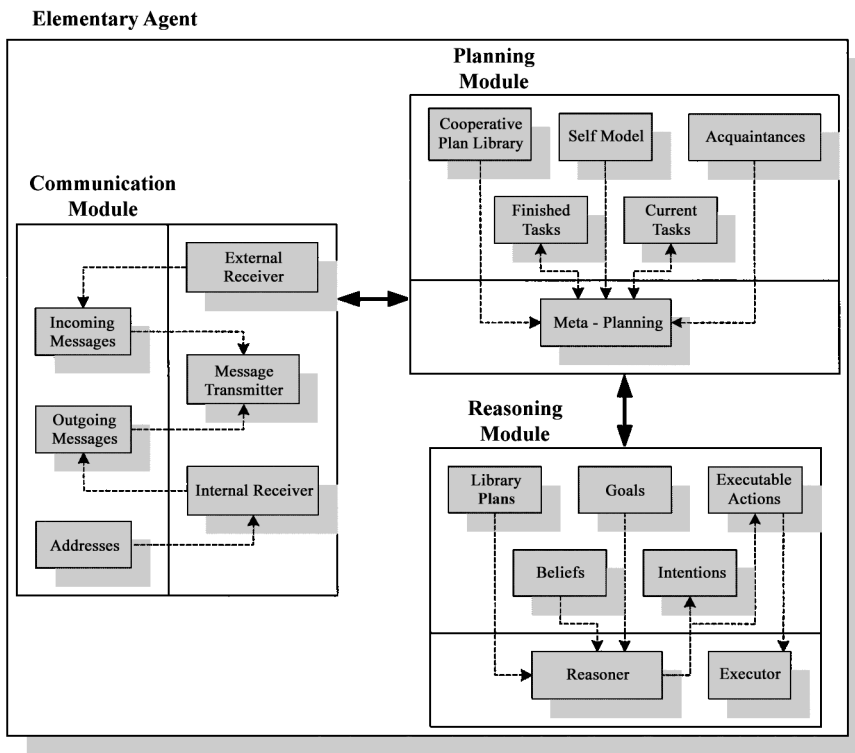 Elementary Agent
Planning
Module
Cooperative
Plan Library
Self Model
Acquaintances
Finished
Tasks
Current
Tasks
Meta - Planning
Communication
Module
External
Receiver
Incoming
Messages
Message
Transmitter
Outgoing
Messages
Internal Receiver
Addresses
Reasoning
Module
Library
Plans
Goals
Executable
Actions
Beliefs
Intentions
Reasoner
Executor